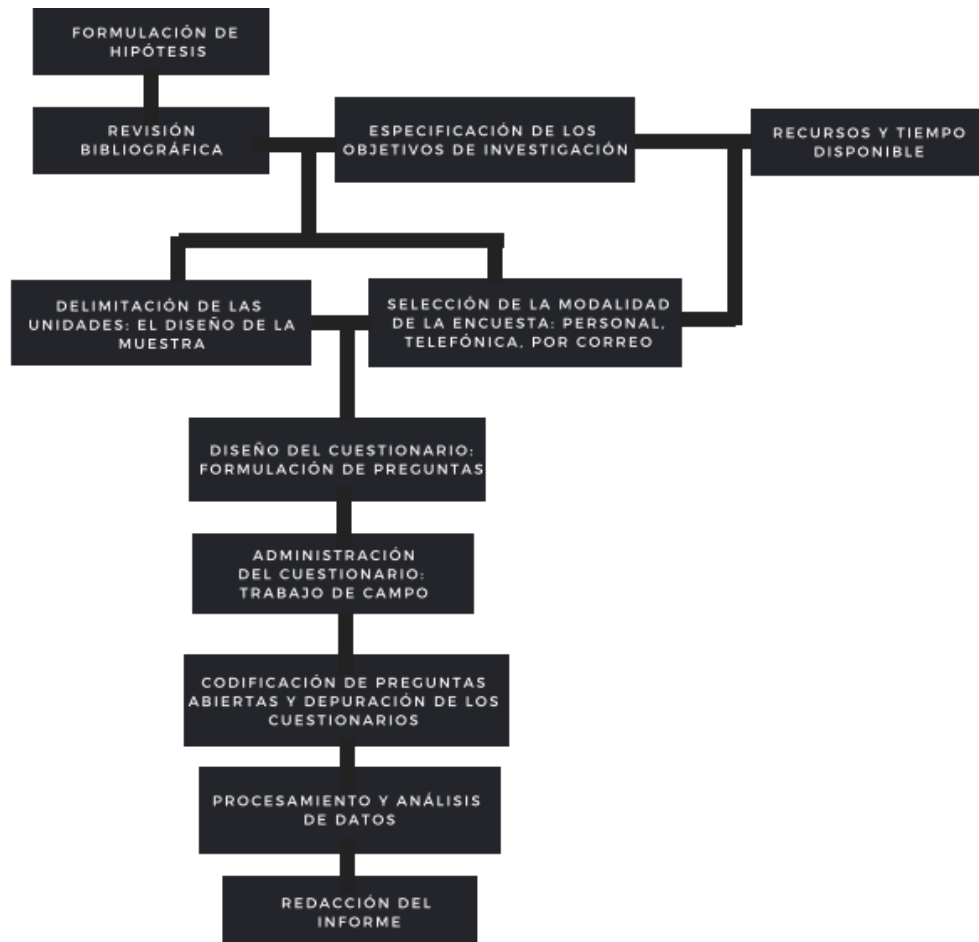 FORMULACIÓN DE
HIPÓTESIS
REVISIÓN
BIBLIOGRÁFICA
ESPECIFICACIÓN DE LOS
OBJETIVOS DE INVESTIGACIÓN
RECURSOS Y TIEMPO
DISPONIBLE
DELIMITACIÓN DE LAS
UNIDADES: EL DISEÑO DE LA
MUESTRA
SELECCIÓN DE LA MODALIDAD
DE LA ENCUESTA: PERSONAL,
TELEFÓNICA, POR CORREO
DISEÑO DEL CUESTIONARIO:
FORMULACIÓN DE PREGUNTAS
ADMINISTRACIÓN
DEL CUESTIONARIO:
TRABAJO DE CAMPO
CODIFICACIÓN DE PREGUNTAS
ABIERTAS Y DEPURACIÓN DE LOS
CUESTIONARIOS
PROCESAMIENTO Y ANÁLISIS
DE DATOS
REDACCIÓN DEL
INFORME